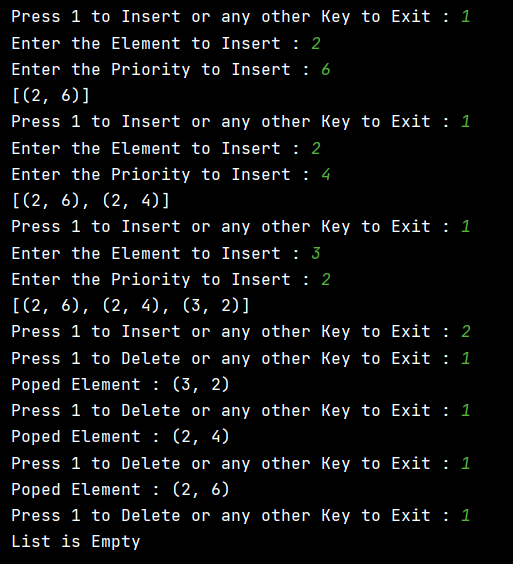 Press 1 to Insert or any other Key to Exit : 1
Enter the Element to Insert : 2
Enter the Priority to Insert : 6
[(2, 6)]
Press 1 to Insert or any other Key to Exit : 1
Enter the Element to Insert : 2
Enter the Priority to Insert : 4
[(2, 6), (2, 4)]
Press 1 to Insert or any other Key to Exit : 1
Enter the Element to Insert : 3
Enter the Priority to Insert : 2
[(2, 6), (2, 4), (3, 2)]
Press 1 to Insert or any other Key to Exit : 2
Press 1 to Delete or any other Key to Exit : 1
Poped Element : (3, 2)
Press 1 to Delete or any other Key to Exit : 1
Poped Element : (2, 4)
Press 1 to Delete or any other Key to Exit : 1
Poped Element : (2, 6)
Press 1 to Delete or any other Key to Exit : 1
List is Empty